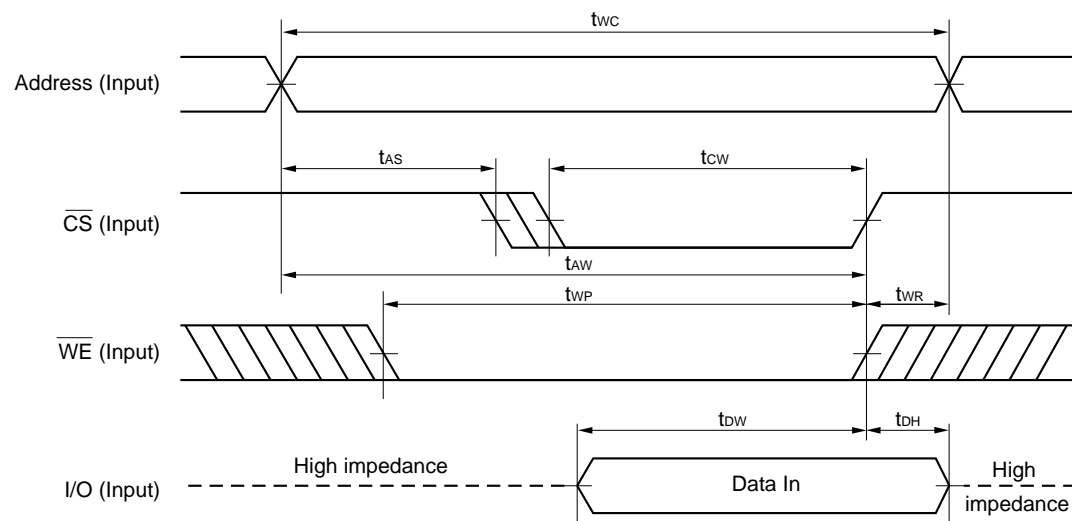 tWC
Address (Input)
tAS
tCW
CS (Input)
tAW
tWP
tWR
WE (Input)
tDW
tDH
High impedance
I/O (Input)
Data In
High
impedance